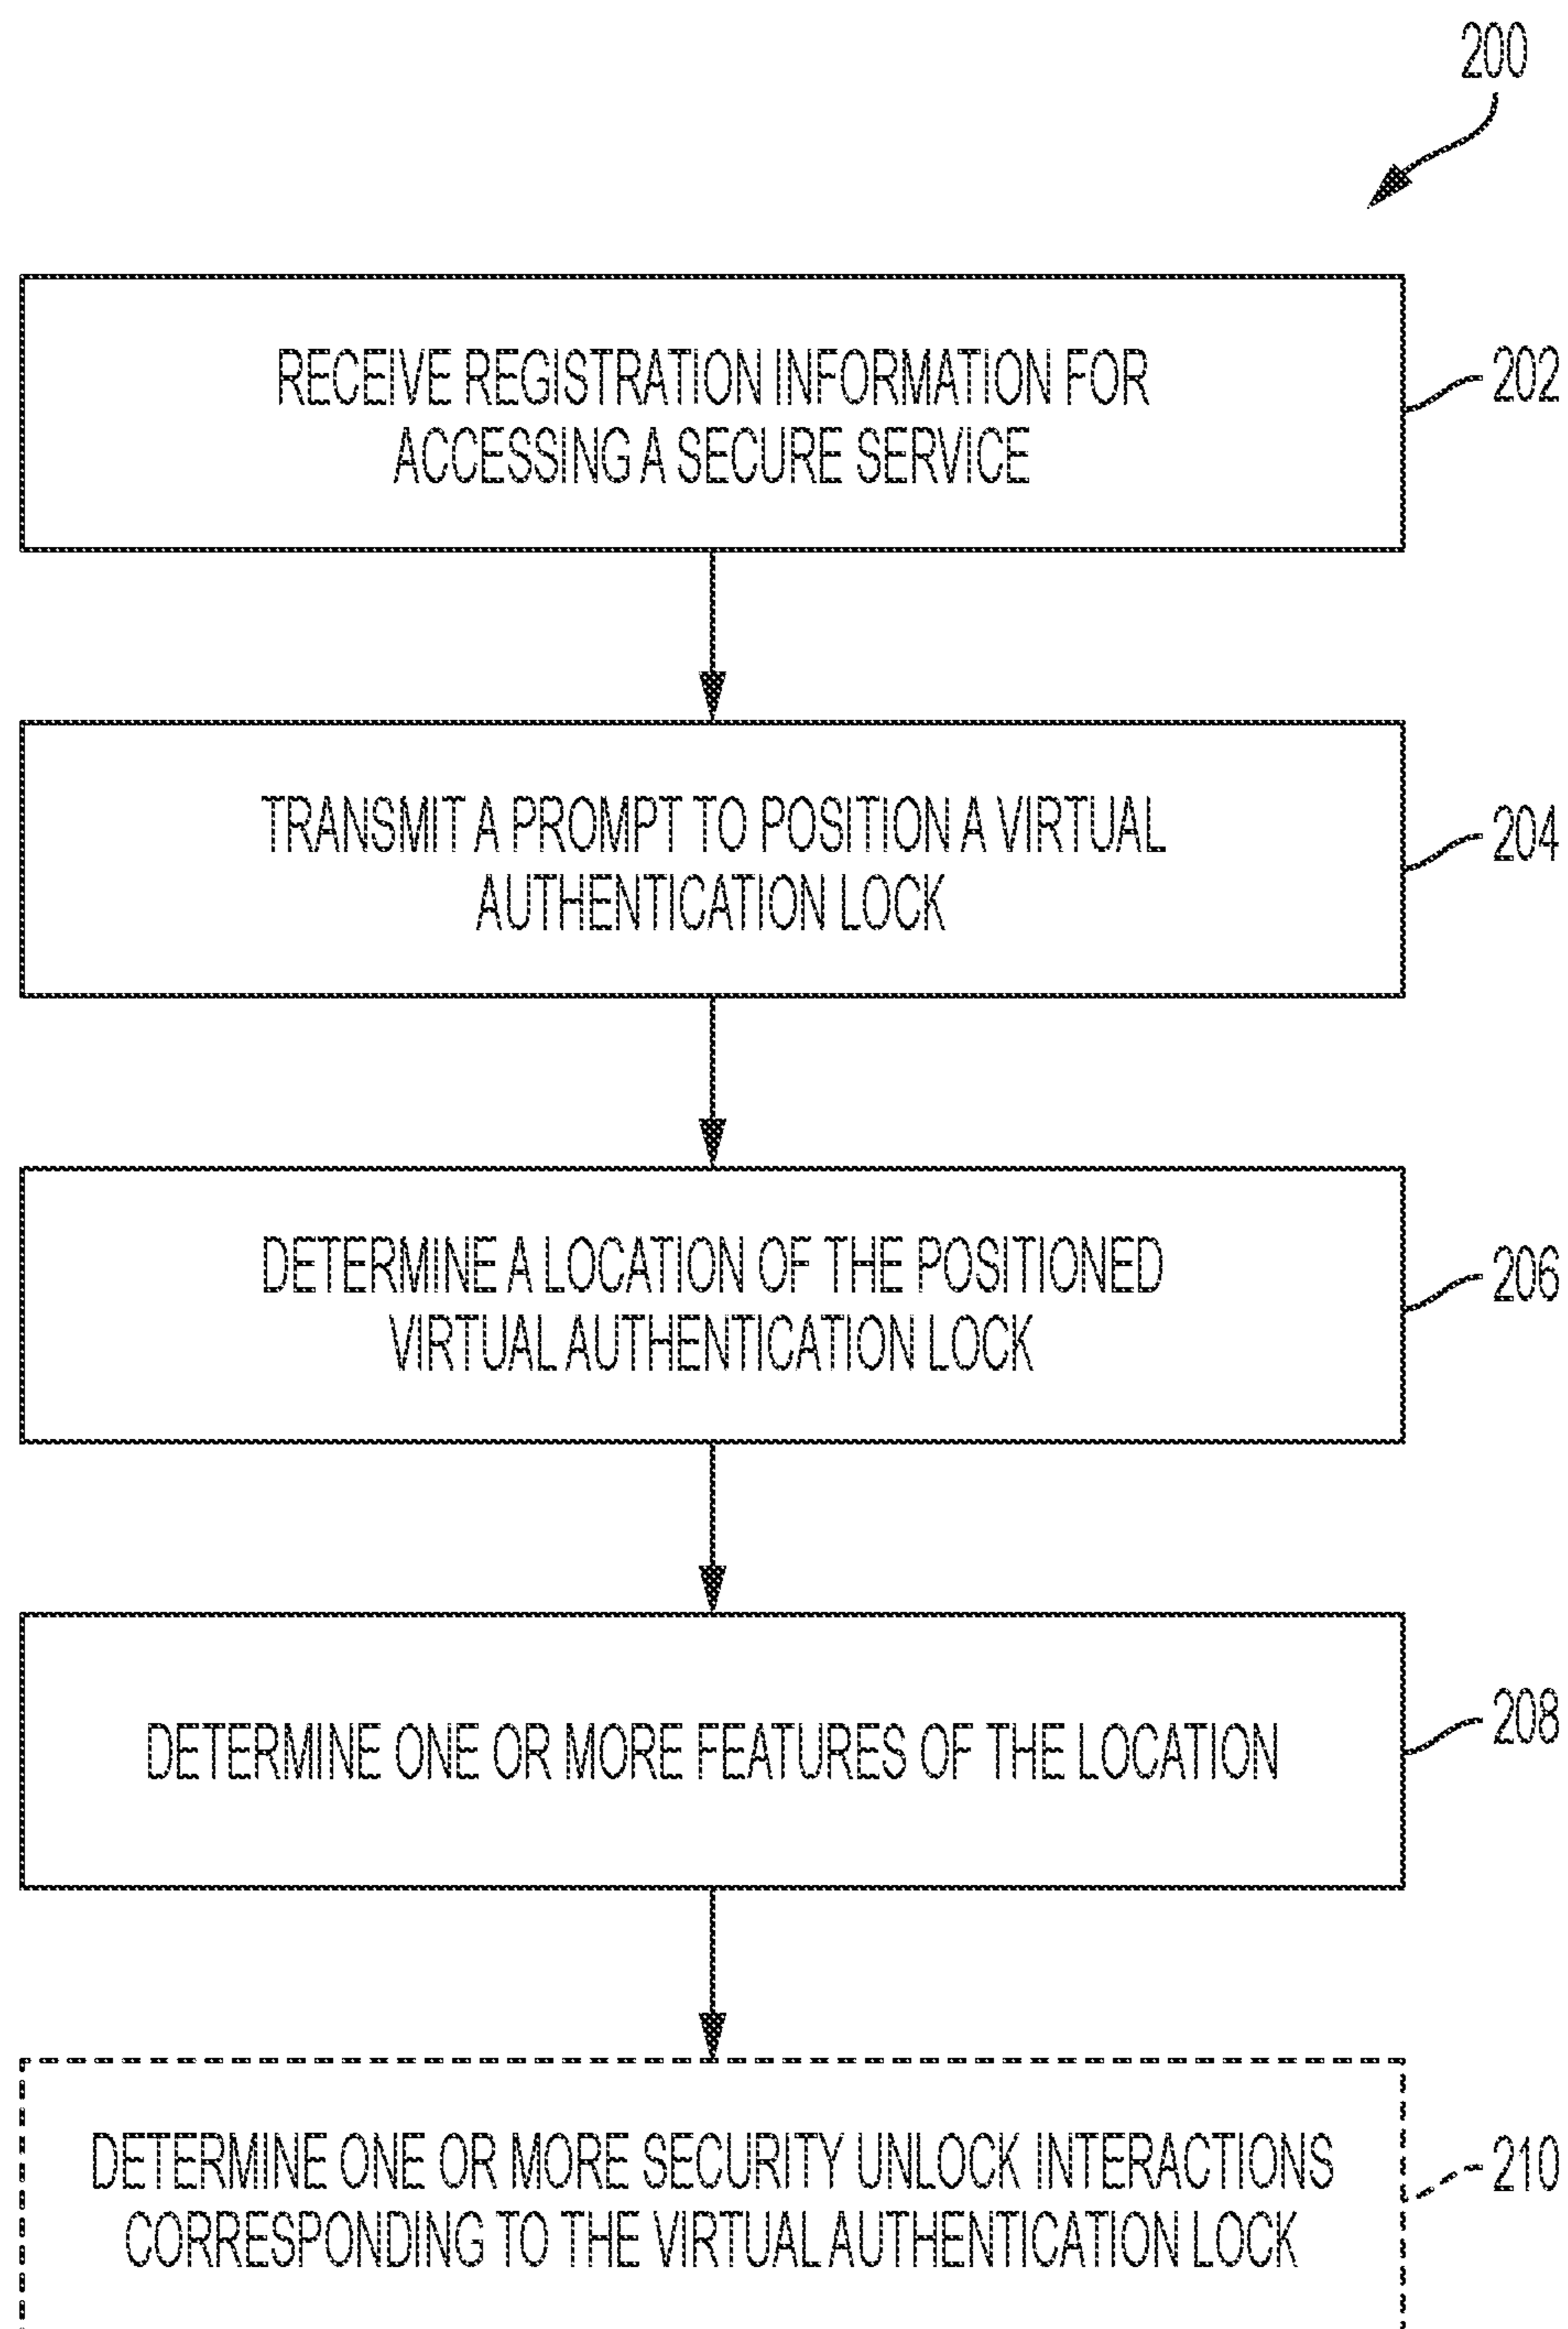 200
RECEIVE REGISTRATION INFORMATION FOR
ACCESSING A SECURE SERVICE
202
TRANSMIT A PROMPT TO POSITION A VIRTUAL
AUTHENTICATION LOCK
204
DETERMINE A LOCATION OF THE POSITIONED
VIRTUAL AUTHENTICATION LOCK
206
DETERMINE ONE OR MORE FEATURES OF THE LOCATION
208
DETERMINE ONE OR MORE SECURITY UNLOCK INTERACTIONS
CORRESPONDING TO THE VIRTUAL AUTHENTICATION LOCK
210